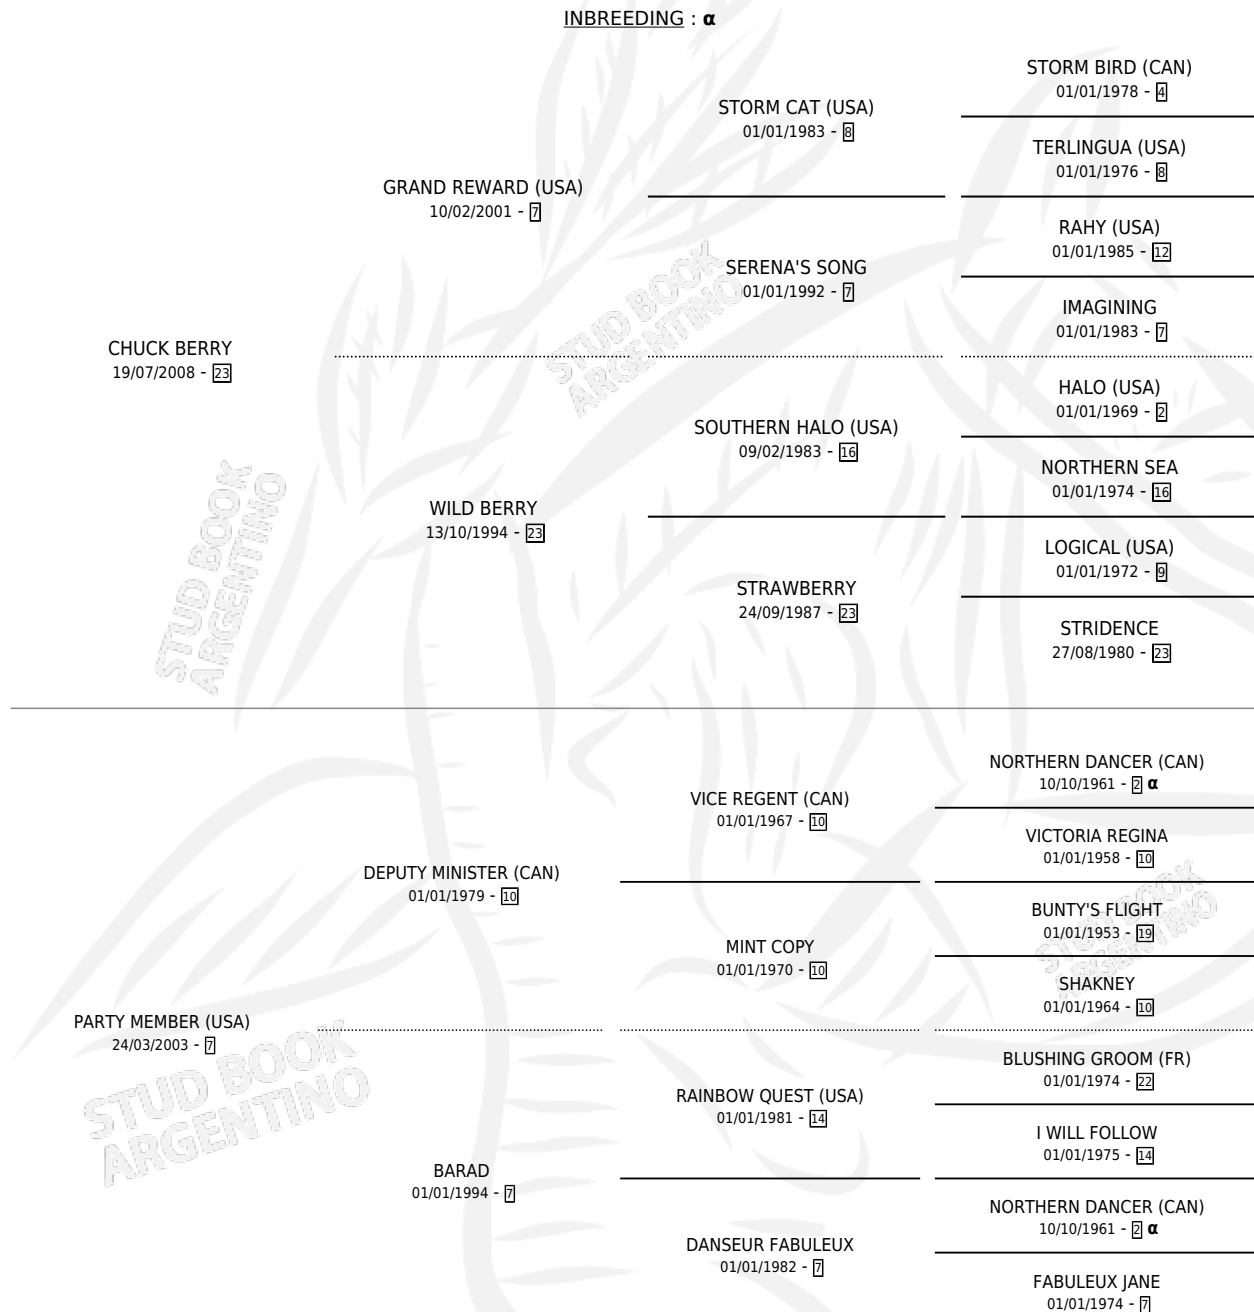 INBREEDING : α
STORM BIRD (CAN)
01/01/1978 - 4
STORM CAT (USA)
01/01/1983 - 8
TERLINGUA (USA)
01/01/1976 - 8
GRAND REWARD (USA)
10/02/2001 - 7
RAHY (USA)
01/01/1985 - 12
SERENA'S SONG
01/01/1992 - 7
IMAGINING
01/01/1983 - 7
CHUCK BERRY
19/07/2008 - 23
HALO (USA)
01/01/1969 - 2
SOUTHERN HALO (USA)
09/02/1983 - 16
NORTHERN SEA
01/01/1974 - 16
WILD BERRY
13/10/1994 - 23
LOGICAL (USA)
01/01/1972 - 9
STRAWBERRY
24/09/1987 - 23
STRIDENCE
27/08/1980 - 23
NORTHERN DANCER (CAN)
10/10/1961 - 2 α
VICE REGENT (CAN)
01/01/1967 - 10
VICTORIA REGINA
01/01/1958 - 10
DEPUTY MINISTER (CAN)
01/01/1979 - 10
BUNTY'S FLIGHT
01/01/1953 - 19
MINT COPY
01/01/1970 - 10
SHAKNEY
01/01/1964 - 10
PARTY MEMBER (USA)
24/03/2003 - 7
BLUSHING GROOM (FR)
01/01/1974 - 22
RAINBOW QUEST (USA)
01/01/1981 - 14
I WILL FOLLOW
01/01/1975 - 14
BARAD
01/01/1994 - 7
NORTHERN DANCER (CAN)
10/10/1961 - 2 α
DANSEUR FABULEUX
01/01/1982 - 7
FABULEUX JANE
01/01/1974 - 7
STUD BOOK
ARGENTINO
STUD BOOK
ARGENTINO
STUD BOOK
ARGENTINO
STUD BOOK
ARGENTINO